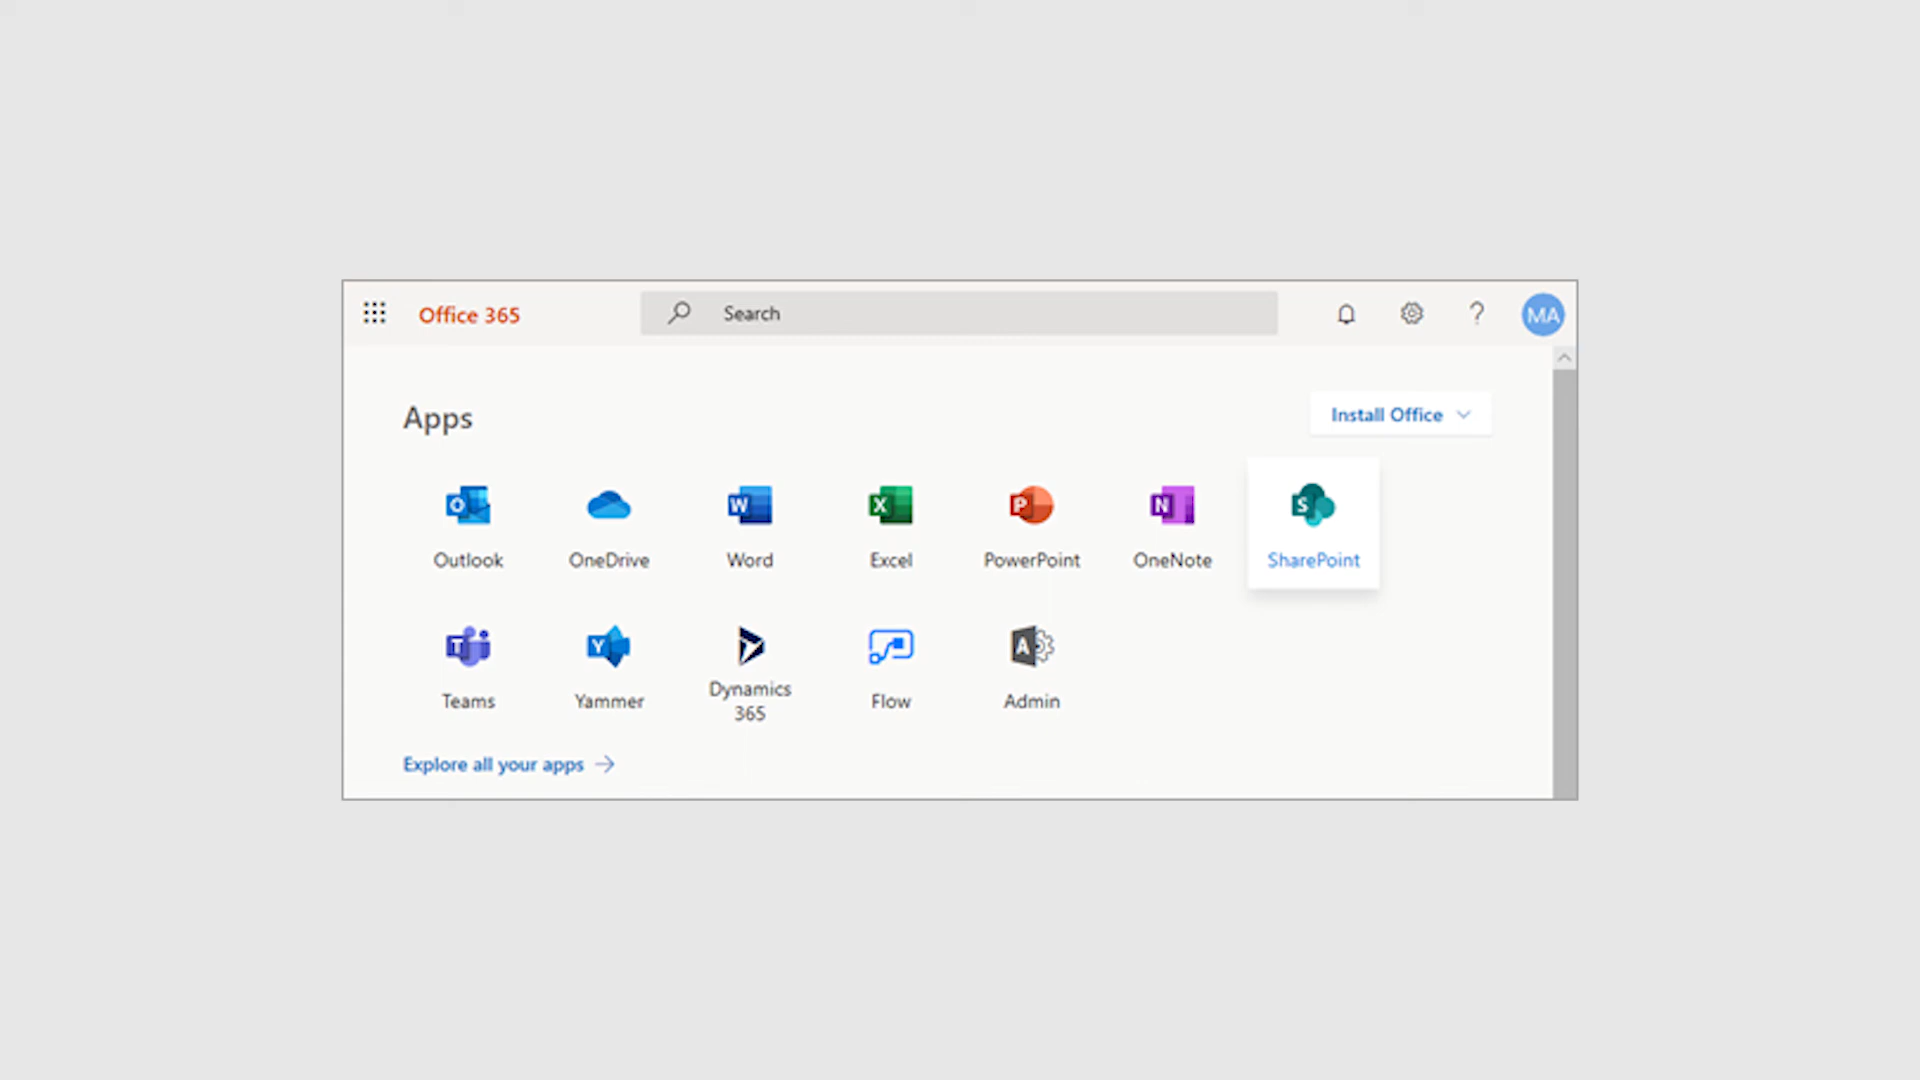 Office 365
Search
MA
Apps
Install Office
O
W
X
P
N
S
Outlook
OneDrive
Word
Excel
PowerPoint
OneNote
SharePoint
T
Y
A
Teams
Yammer
Dynamics
365
Flow
Admin
Explore all your apps